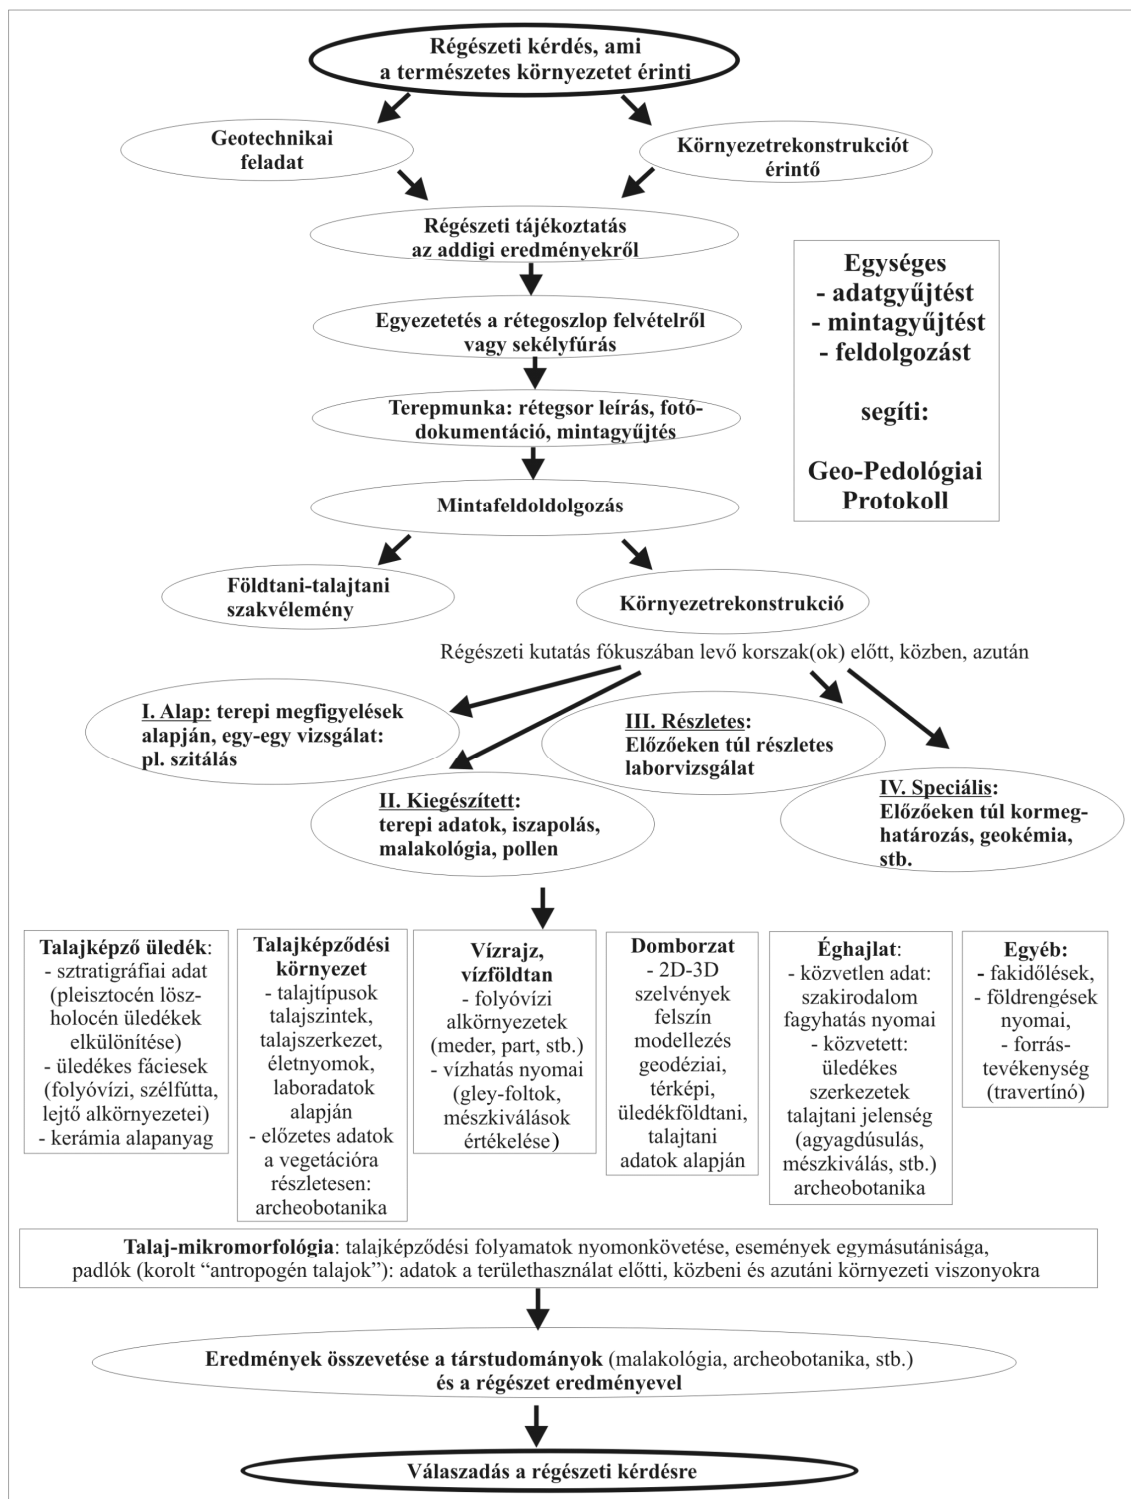 Régészeti kérdés, ami
a természetes környezetet érinti
Geotechnikai
feladat
Környezetrekonstrukciót
érintő
Régészeti tájékoztatás
az addigi eredményekről
Egyezetetés a rétegoszlop felvételről
vagy sekélyfúrás
Terepmunka: rétegsor leírás, fotó-
dokumentáció, mintagyűjtés
Mintafeldoldolgozás
Egységes
- adatgyűjtést
- mintagyűjtést
- feldolgozást
segíti:
Geo-Pedológiai
Protokoll
Földtani-talajtani
szakvélemény
Környezetrekonstrukció
Régészeti kutatás fókuszában levő korszak(ok) előtt, közben, azután
I. Alap: terepi megfigyelések
alapján, egy-egy vizsgálat:
pl. szitálás
II. Kiegészített:
terepi adatok, iszapolás,
malakológia, pollen
III. Részletes:
Előzőeken túl részletes
laborvizsgálat
IV. Speciális:
Előzőeken túl kormeg-
határozás, geokémia,
stb.
Talajképző üledék:
- sztratigráfiai adat
(pleisztocén lösz-
holocén üledékek
elkülönítése)
- üledékes fáciesek
(folyóvízi, szélfútta,
lejtő alkörnyezetei)
- kerámia alapanyag
Talajképződési
környezet
- talajtípusok
talajszintek,
talajszerkezet,
életnyomok,
laboradatok
alapján
- előzetes adatok
a vegetációra
részletesen:
archeobotanika
Vízrajz,
vízföldtan
- folyóvízi
alkörnyezetek
(meder, part, stb.)
- vízhatás nyomai
(gley-foltok,
mészkiválások
értékelése)
Domborzat
- 2D-3D
szelvények
felszín
modellezés
geodéziai,
térképi,
üledékföldtani,
talajtani
adatok alapján
Éghajlat:
- közvetlen adat:
szakirodalom
fagyhatás nyomai
- közvetett:
üledékes
szerkezetek
talajtani jelenség
(agyagdúsulás,
mészkiválás, stb.)
archeobotanika
Egyéb:
- fakidőlések,
- földrengések
nyomai,
- forrás-
tevékenység
(travertínó)
Talaj-mikromorfológia: talajképződési folyamatok nyomonkövetése, események egymásutánisága,
padlók (korolt “antropogén talajok”): adatok a területhasználat előtti, közbeni és azutáni környezeti viszonyokra
Eredmények összevetése a társtudományok (malakológia, archeobotanika, stb.)
és a régészet eredményevel
Válaszadás a régészeti kérdésre